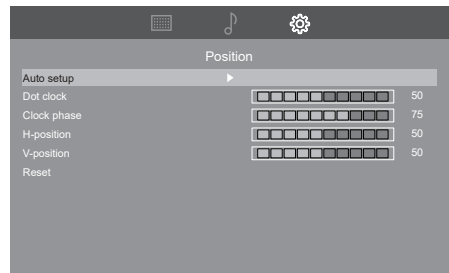 Position
Auto setup
Dot clock 50
Clock phase 75
H-position 50
V-position 50
Reset